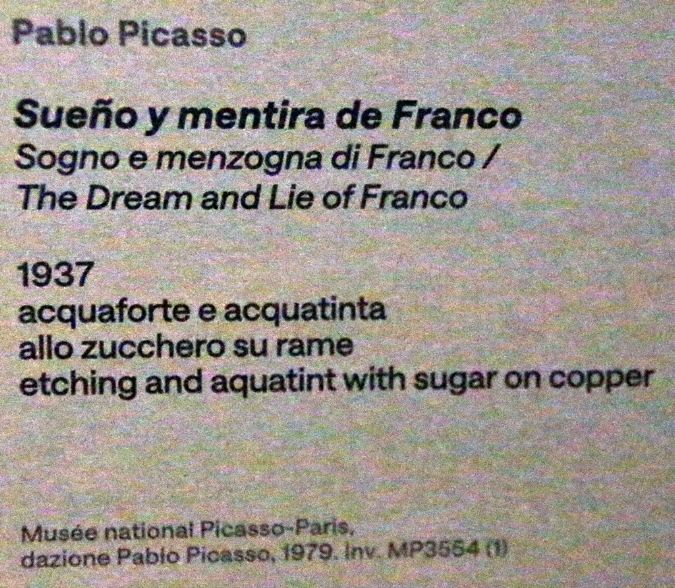 Pablo Picasso
Sueño y mentira de Franco
Sogno e menzogna di Franco /
The Dream and Lie of Franco
1937
acquaforte e acquatinta
allo zucchero su rame
etching and aquatint with sugar on copper
Musée national Picasso-Paris,
dazione Pablo Picasso, 1979. Inv. MP3554 (1)